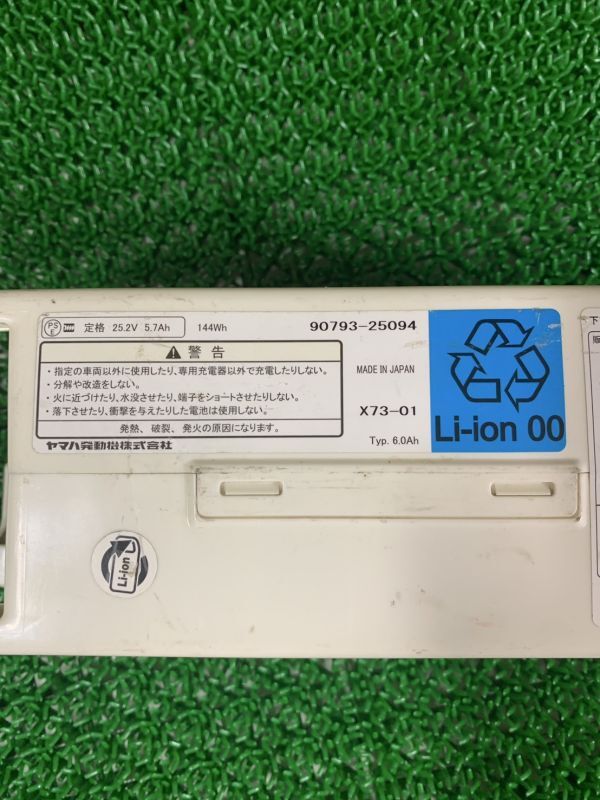 PS E 定格 25.2V 5.7Ah 144Wh
90793-25094
警告
・指定の車両以外に使用したり、専用充電器以外で充電したりしない。
・分解や改造をしない。
・火に近づけたり、水没させたり、端子をショートさせたりしない。
・落下させたり、衝撃を与えたりした電池は使用しない。
発熱、破裂、発火の原因になります。
ヤマハ発動機株式会社
MADE IN JAPAN
X73-01
Typ. 6.0Ah
Li-ion 00
Li-ion
下
販